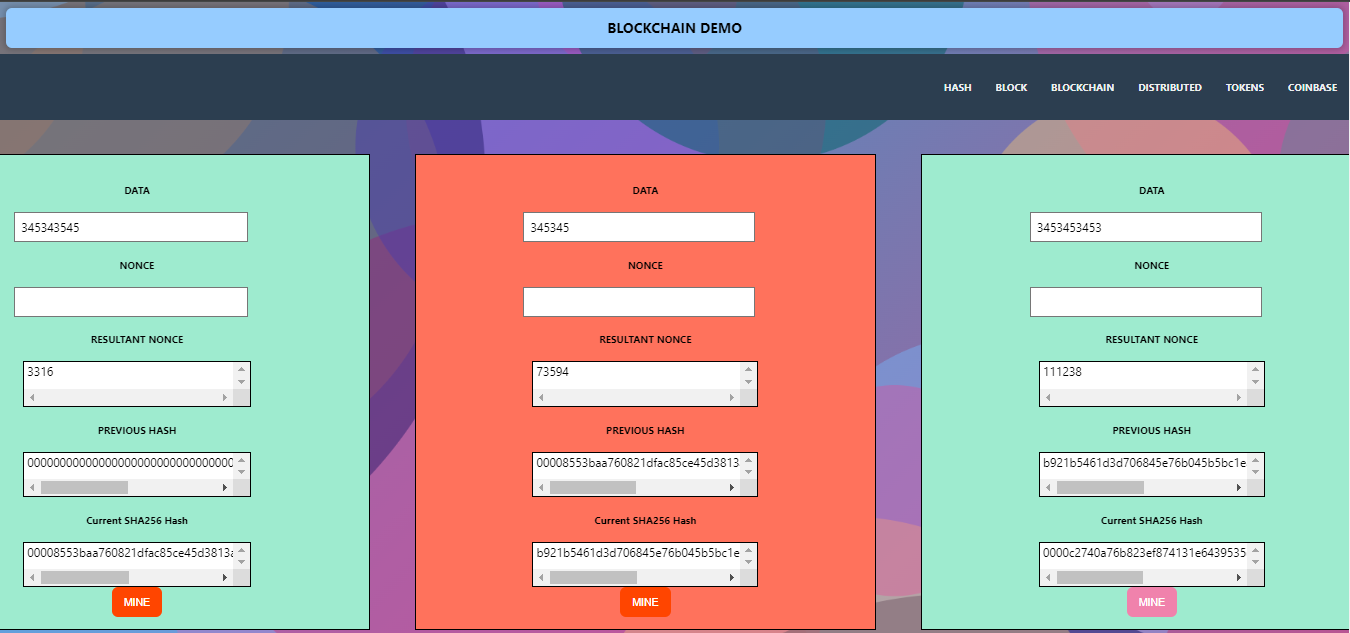 BLOCKCHAIN DEMO
HASH BLOCK BLOCKCHAIN DISTRIBUTED TOKENS COINBASE
DATA
345343545
NONCE
RESULTANT NONCE
3316
PREVIOUS HASH
00000000000000000000000000000000
Current SHA256 Hash
00008553baa760821dfac85ce45d3813a
MINE
DATA
345345
NONCE
RESULTANT NONCE
73594
PREVIOUS HASH
00008553baa760821dfac85ce45d3813
Current SHA256 Hash
b921b5461d3d706845e76b045b5bc1e
MINE
DATA
3453453453
NONCE
RESULTANT NONCE
111238
PREVIOUS HASH
b921b5461d3d706845e76b045b5bc1e
Current SHA256 Hash
0000c2740a76b823ef874131e6439535
MINE